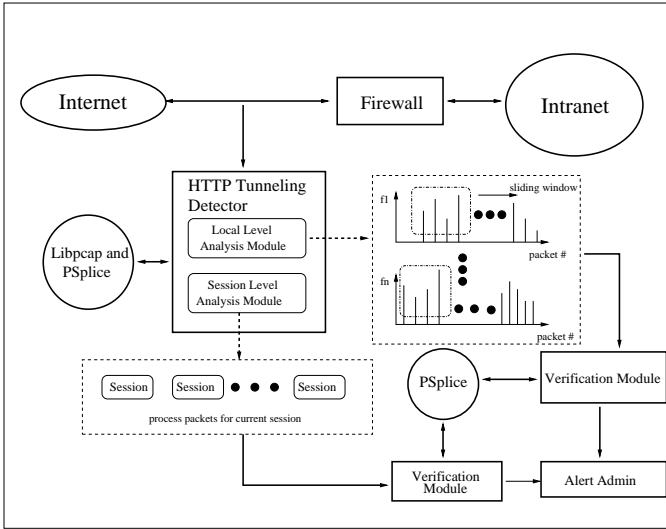 Internet
Firewall
Intranet
HTTP Tunneling
Detector
Local Level
Analysis Module
Session Level
Analysis Module
Libpcap and
PSplice
f1
sliding window
packet #
fn
packet #
Session
Session
Session
process packets for current session
PSplice
Verification Module
Verification
Module
Alert Admin